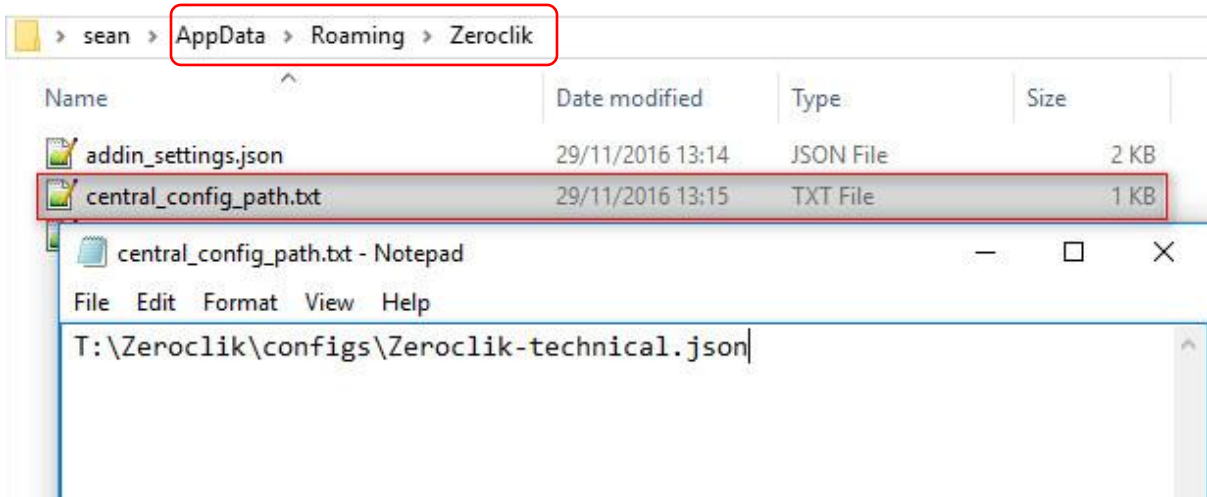 sean > AppData > Roaming > Zeroclik
Name Date modified Type Size
addin_settings.json 29/11/2016 13:14 JSON File 2 KB
central_config_path.txt 29/11/2016 13:15 TXT File 1 KB
central_config_path.txt - Notepad
File Edit Format View Help
T:\Zeroclik\configs\Zeroclik-technical.json